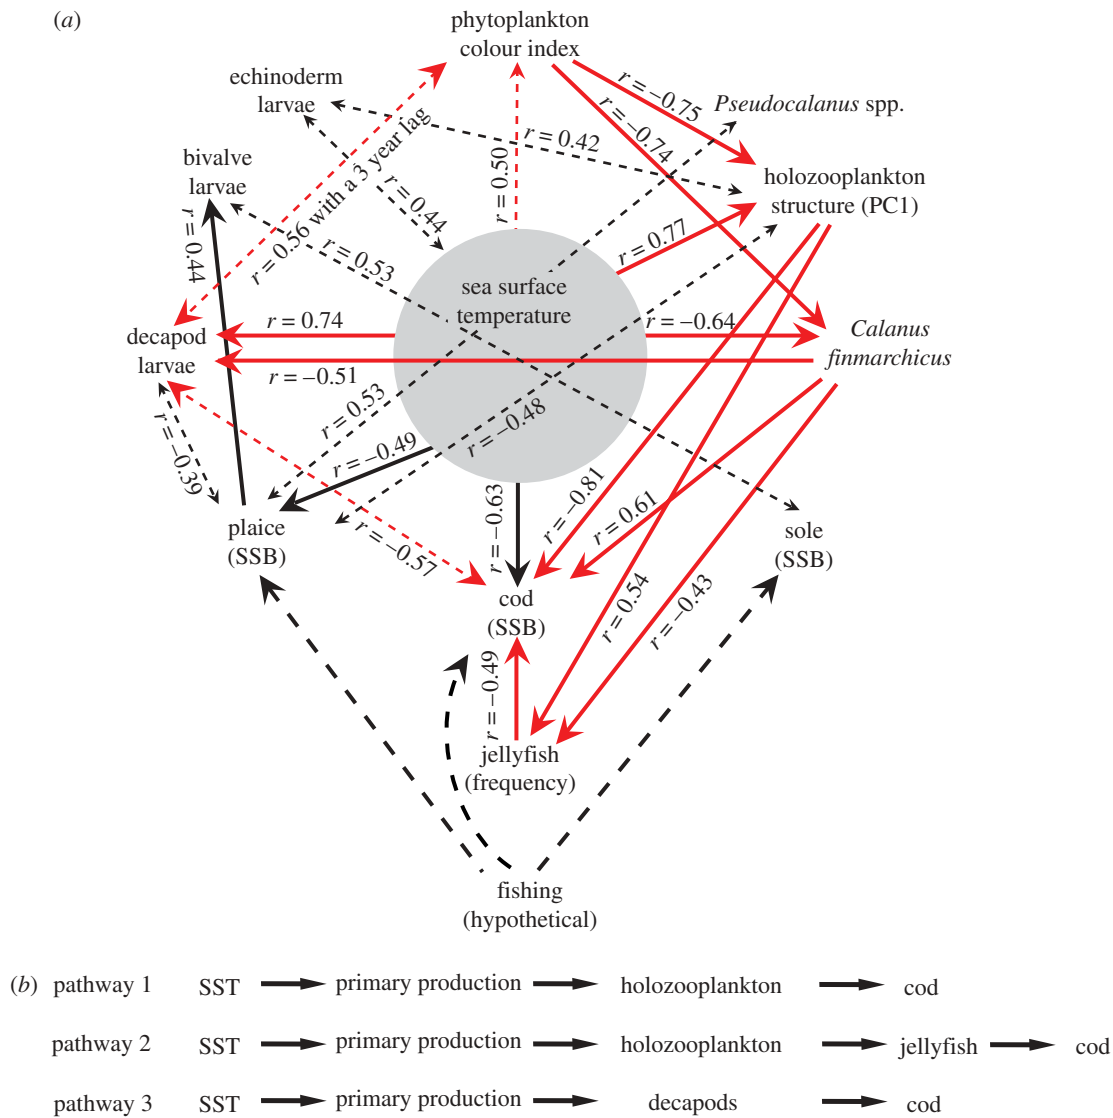 (a)
phytoplankton
colour index
echinoderm
larvae
Pseudocalanus spp.
bivalve
larvae
holozooplankton
structure (PC1)
r = −0.75
r = −0.74
r = 0.42
r = 0.50
r = 0.56 with a 3 year lag
r = 0.44
r = 0.44
r = 0.53
r = 0.77
sea surface
temperature
r = 0.74
r = −0.64
decapod
larvae
Calanus
finmarchicus
r = −0.51
r = 0.53
r = −0.48
r = −0.49
r = −0.39
r = −0.57
r = −0.63
r = −0.81
r = 0.61
plaice
(SSB)
sole
(SSB)
cod
(SSB)
r = 0.54
r = −0.43
r = −0.49
jellyfish
(frequency)
fishing
(hypothetical)
(b) pathway 1 SST primary production holozooplankton cod
pathway 2 SST primary production holozooplankton jellyfish cod
pathway 3 SST primary production decapods cod